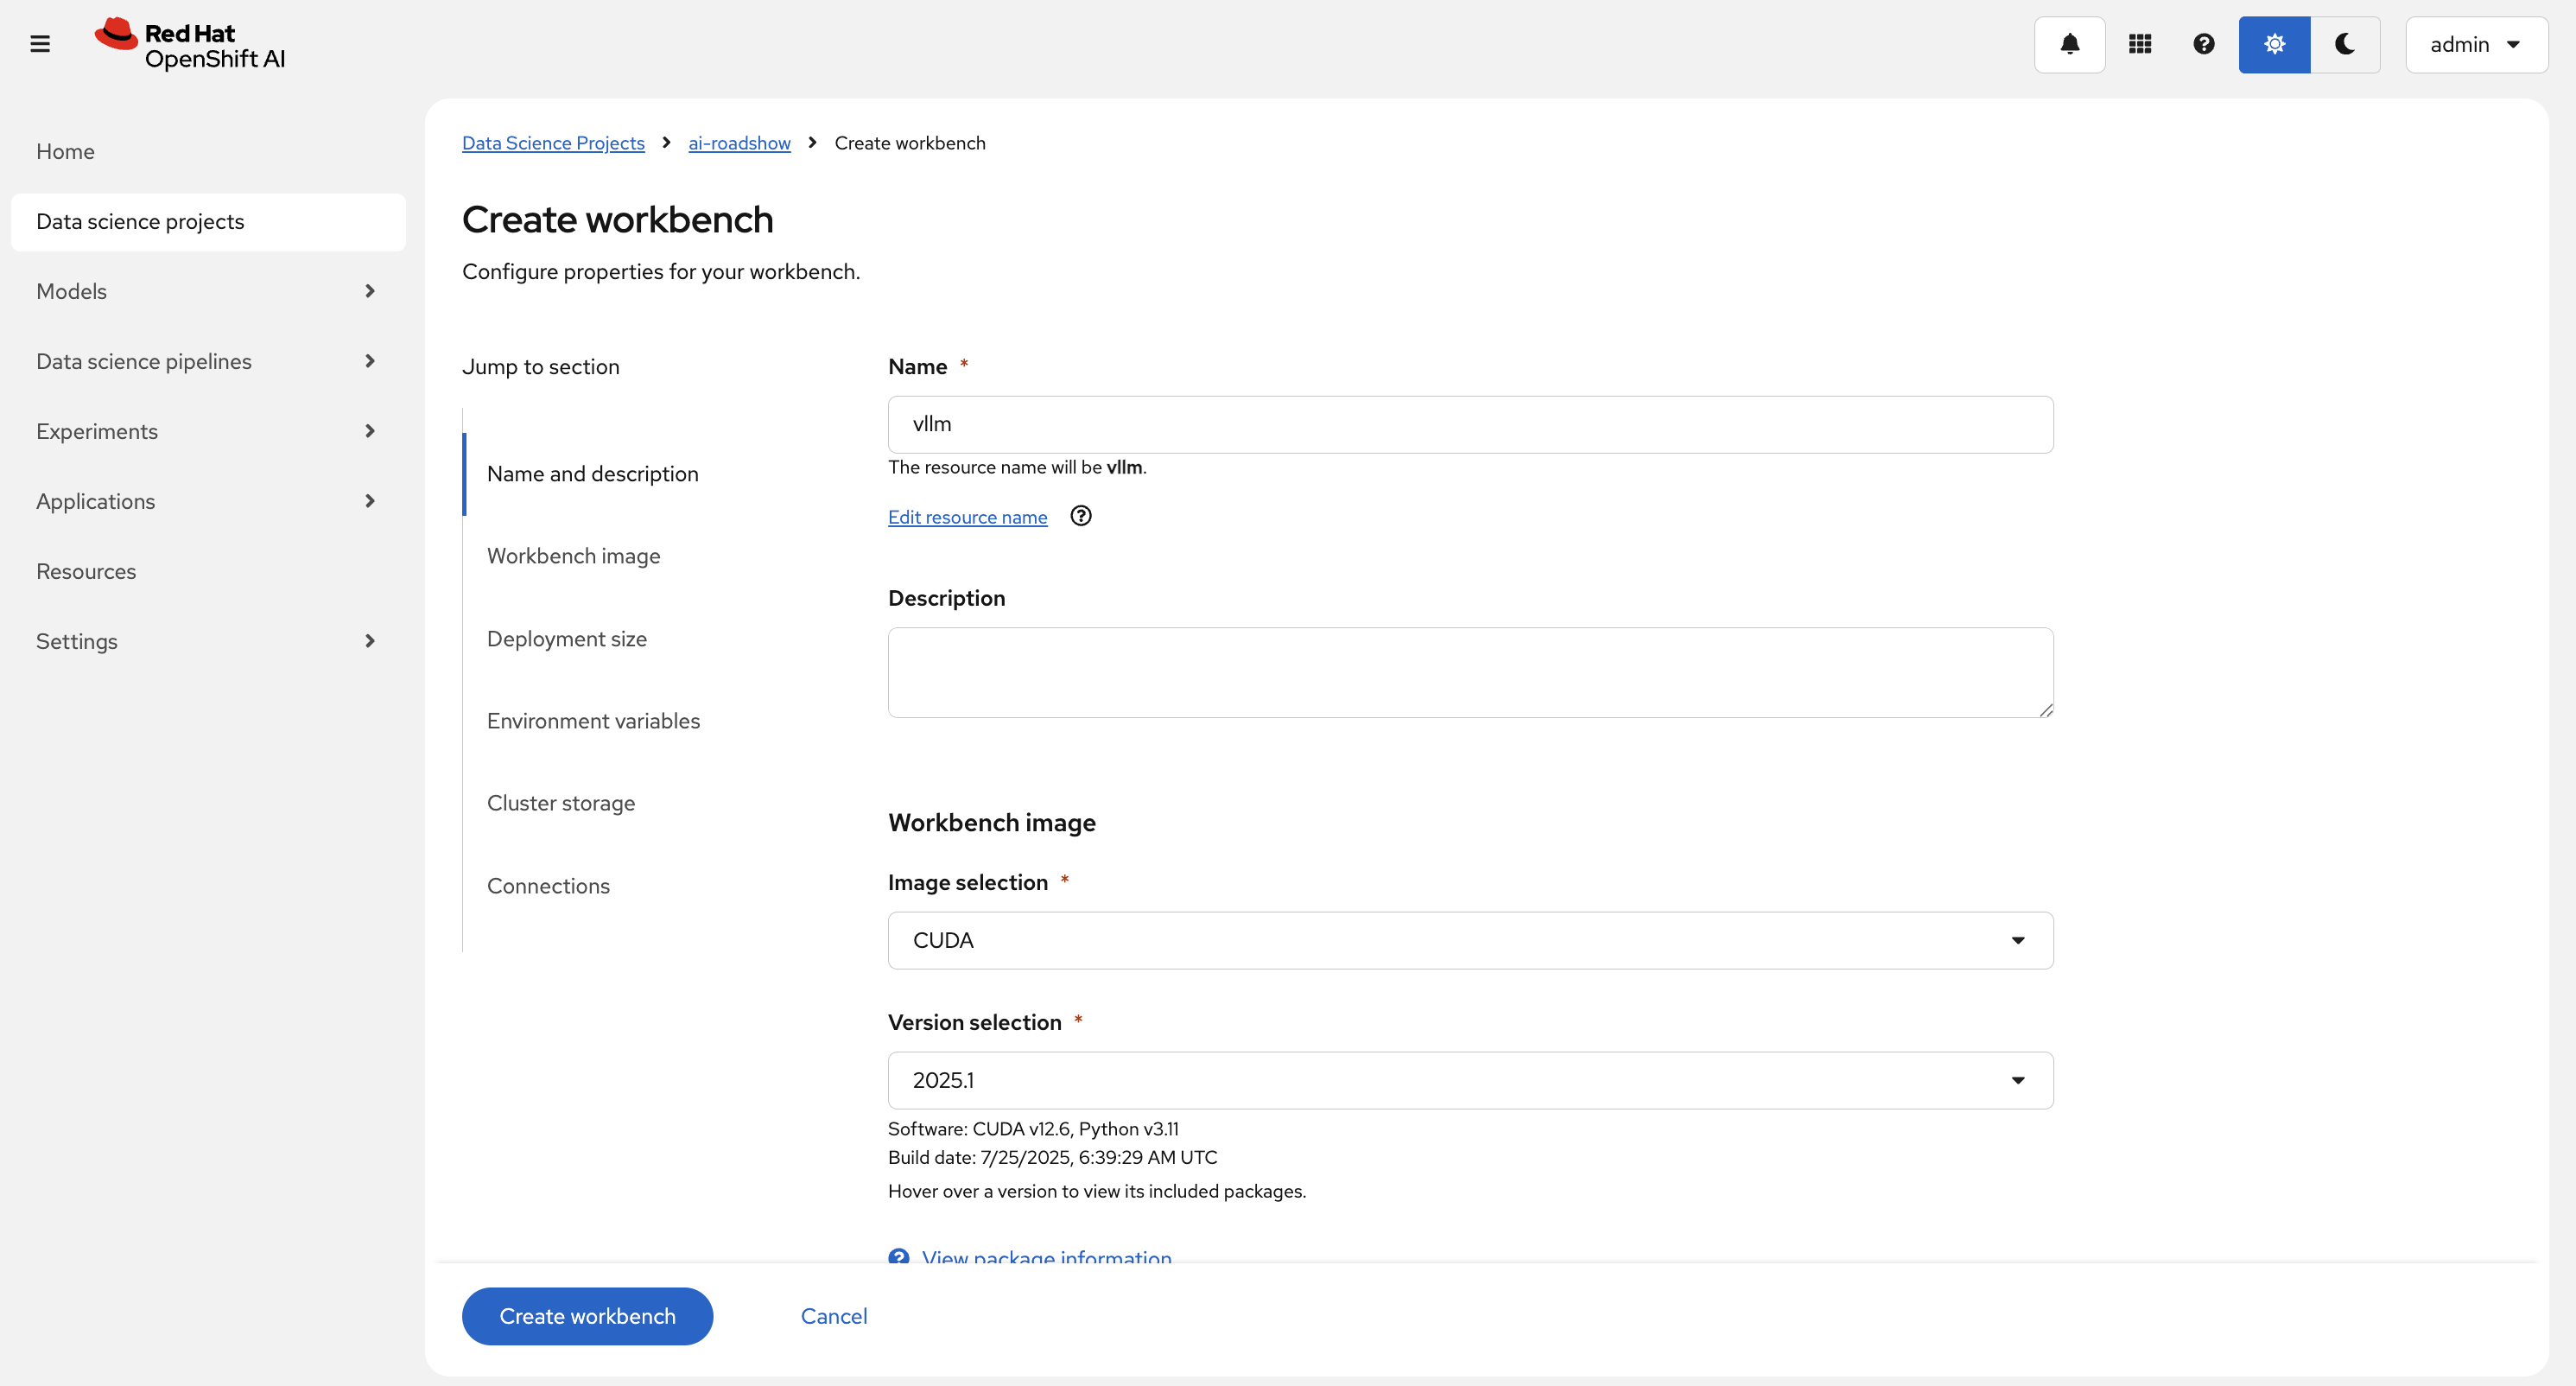 Red Hat
OpenShift AI
admin
Home
Data science projects
Models
Data science pipelines
Experiments
Applications
Resources
Settings
Data Science Projects
ai-roadshow
Create workbench
Create workbench
Configure properties for your workbench.
Jump to section
Name and description
Workbench image
Deployment size
Environment variables
Cluster storage
Connections
Name *
vllm
The resource name will be vllm.
Edit resource name
Description
Workbench image
Image selection *
CUDA
Version selection *
2025.1
Software: CUDA v12.6, Python v3.11
Build date: 7/25/2025, 6:39:29 AM UTC
Hover over a version to view its included packages.
View package information
Create workbench
Cancel